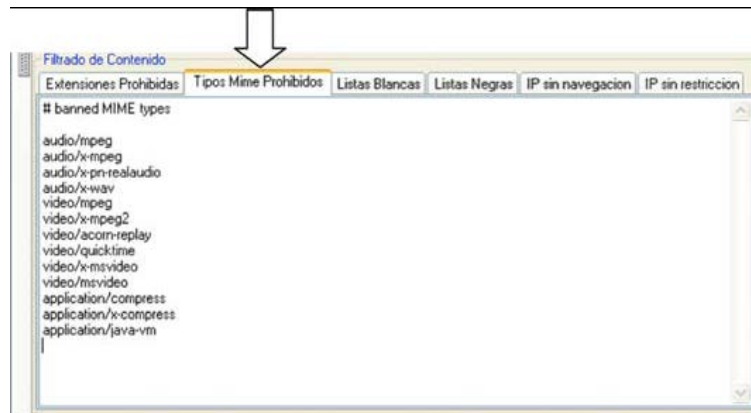 Filtrado de Contenido
Extensiones Prohibidas Tipos Mime Prohibidos Listas Blancas Listas Negras IP sin navegacion IP sin restriccion
# banned MIME types
audio/mpeg
audio/x-mpeg
audio/x-pn-realaudio
audio/x-wav
video/mpeg
video/x-mpeg2
video/acorn-replay
video/quicktime
video/x-msvideo
video/msvideo
application/compress
application/x-compress
application/java-vm